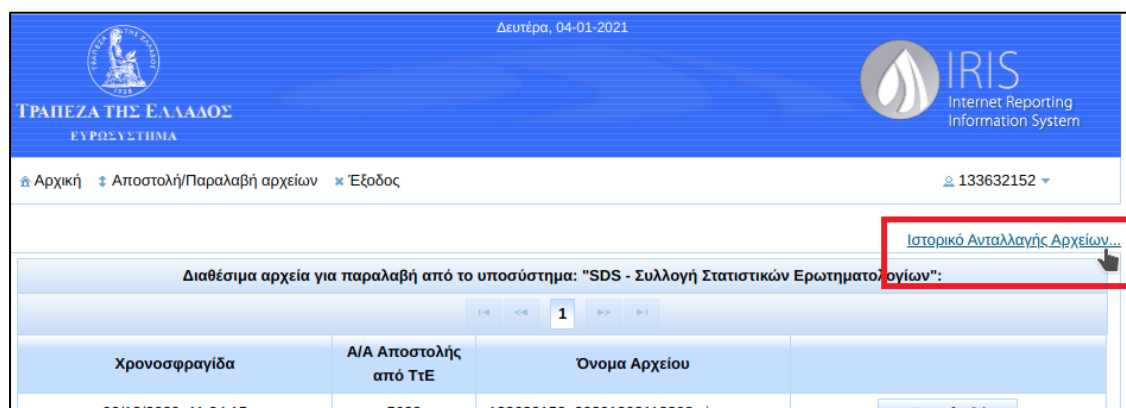 Δευτέρα, 04-01-2021
ΤΡΑΠΕΖΑ ΤΗΣ ΕΛΛΑΔΟΣ
ΕΥΡΩΣΥΣΤΗΜΑ
IRIS
Internet Reporting
Information System
Αρχική Αποστολή/Παραλαβή αρχείων Έξοδος 133632152
Ιστορικό Ανταλλαγής Αρχείων...
Διαθέσιμα αρχεία για παραλαβή από το υποσύστημα: "SDS - Συλλογή Στατιστικών Ερωτηματολογίων":
1
Χρονοσφραγίδα
Α/Α Αποστολής
από ΤτΕ
Όνομα Αρχείου